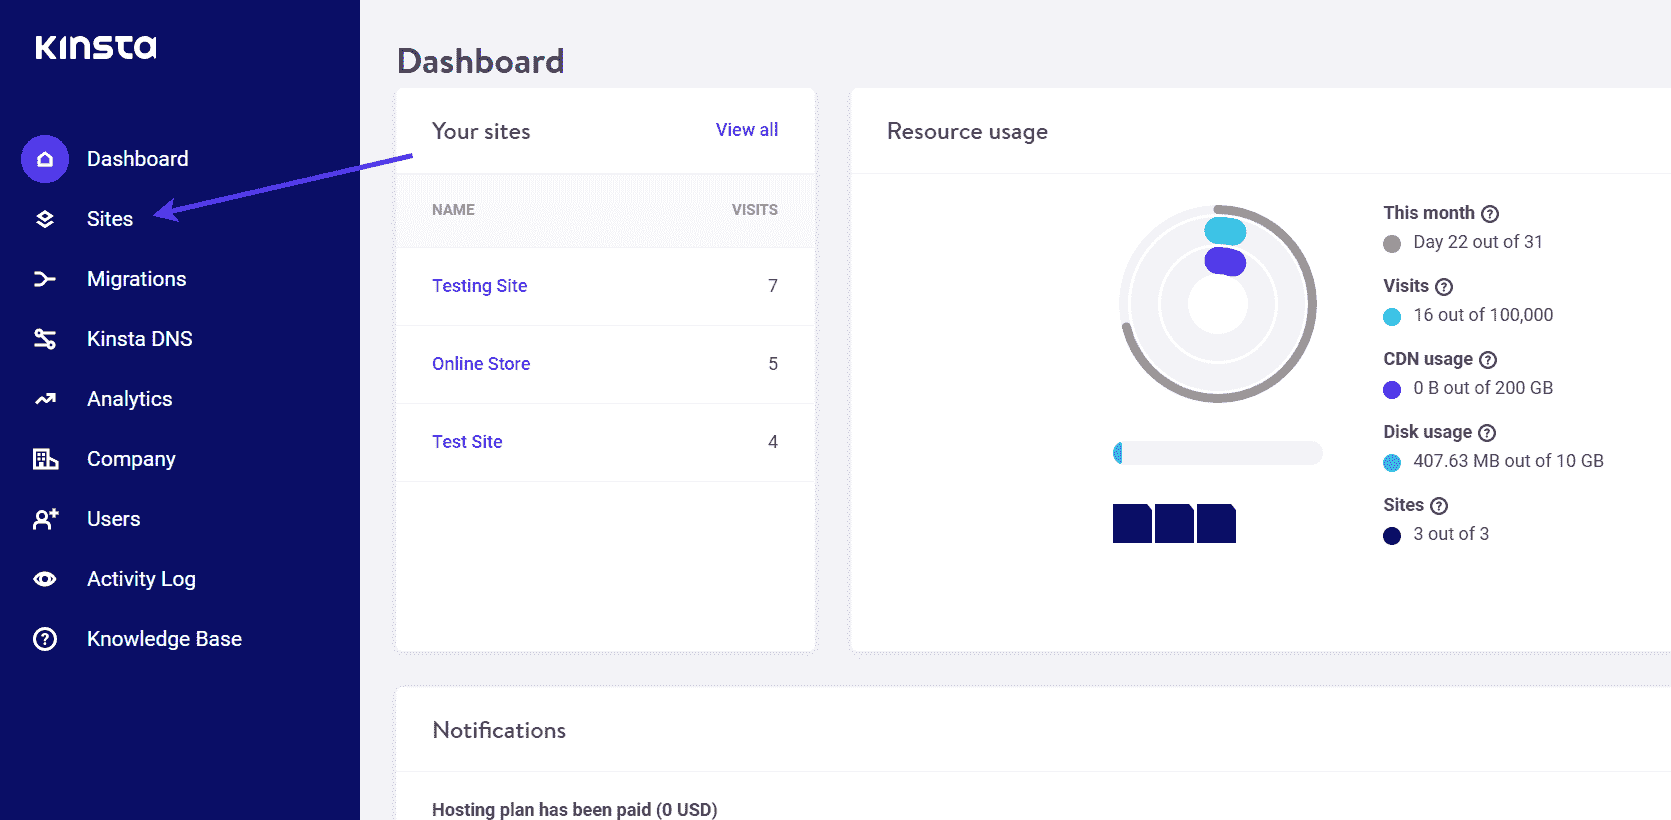 Kinsta
Dashboard
Sites
Migrations
Kinsta DNS
Analytics
Company
Users
Activity Log
Knowledge Base
Dashboard
Your sites
View all
NAME VISITS
Testing Site 7
Online Store 5
Test Site 4
Resource usage
This month ?
Day 22 out of 31
Visits ?
16 out of 100,000
CDN usage ?
0 B out of 200 GB
Disk usage ?
407.63 MB out of 10 GB
Sites ?
3 out of 3
Notifications
Hosting plan has been paid (0 USD)